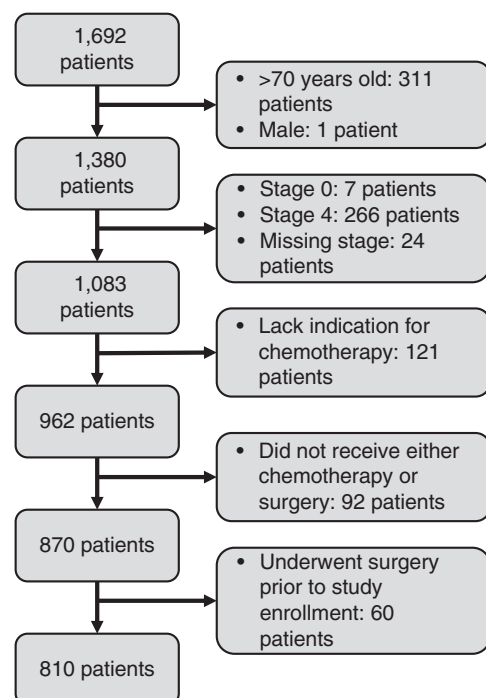 1,692
patients
• >70 years old: 311
patients
• Male: 1 patient
1,380
patients
• Stage 0: 7 patients
• Stage 4: 266 patients
• Missing stage: 24
patients
1,083
patients
• Lack indication for
chemotherapy: 121
patients
962 patients
• Did not receive either
chemotherapy or
surgery: 92 patients
870 patients
• Underwent surgery
prior to study
enrollment: 60
patients
810 patients